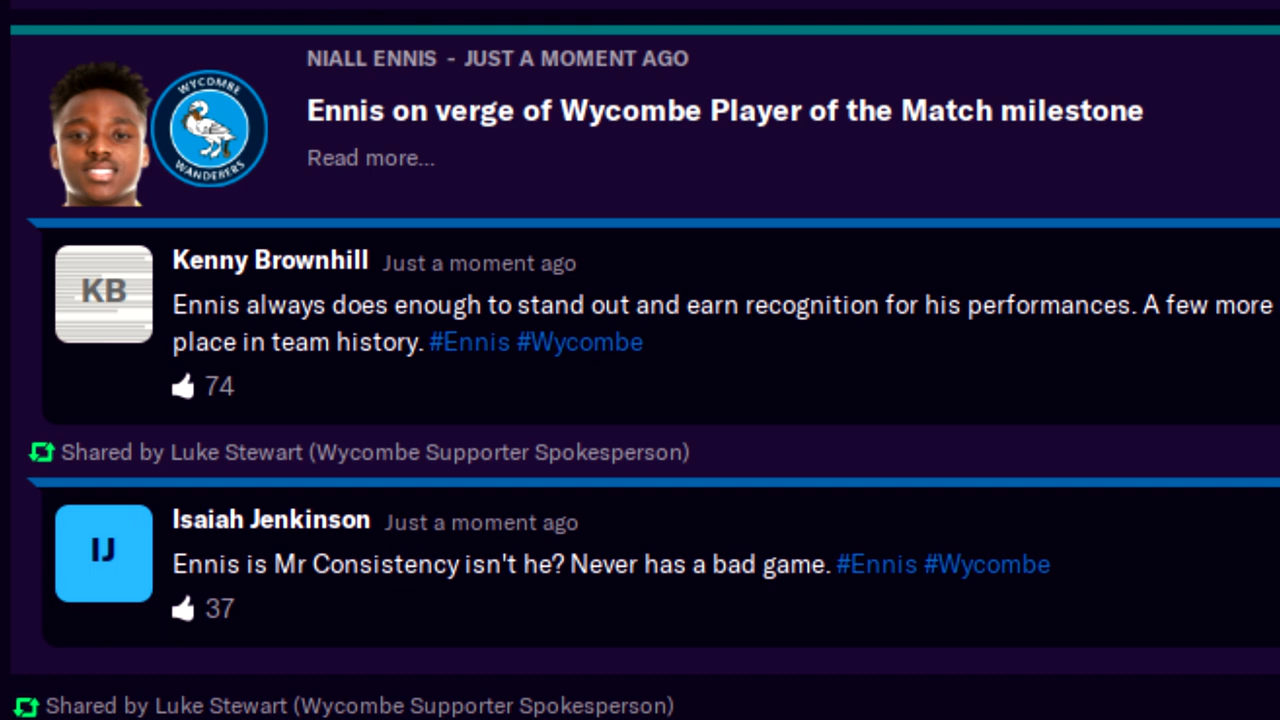 NIALL ENNIS - JUST A MOMENT AGO
WYCOMBE
WANDERERS
Ennis on verge of Wycombe Player of the Match milestone
Read more...
KB
Kenny Brownhill Just a moment ago
Ennis always does enough to stand out and earn recognition for his performances. A few more
place in team history. #Ennis #Wycombe
74
Shared by Luke Stewart (Wycombe Supporter Spokesperson)
IJ
Isaiah Jenkinson Just a moment ago
Ennis is Mr Consistency isn't he? Never has a bad game. #Ennis #Wycombe
37
Shared by Luke Stewart (Wycombe Supporter Spokesperson)